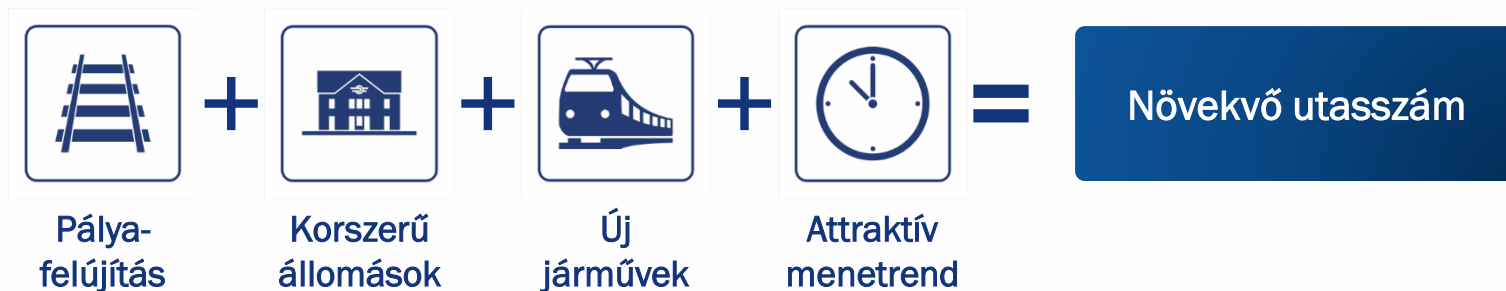 Pálya-
felújítás
+
Korszerű
állomások
+
Új
járművek
+
Attraktív
menetrend
=
Növekvő utasszám